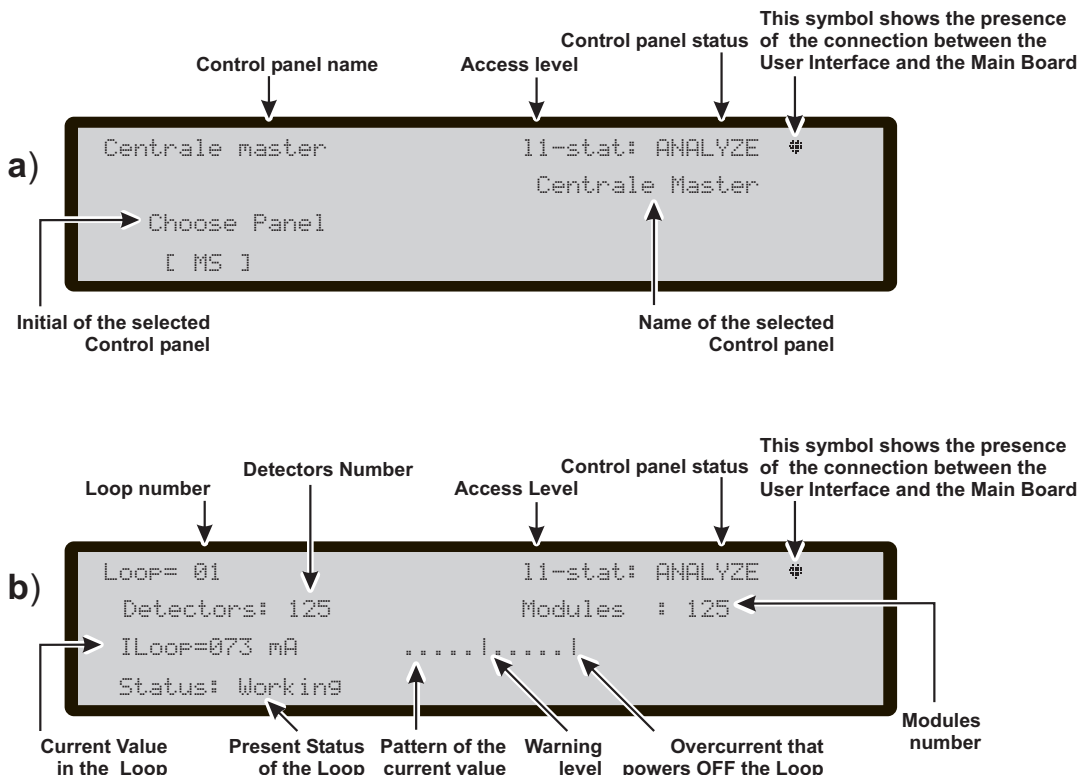 This symbol shows the presence
of the connection between the
User Interface and the Main Board
Control panel status
Control panel name
Access level
a)
Centrale master l1-stat: ANALYZE
Centrale Master
Choose Panel
[ MS ]
Initial of the selected
Control panel
Name of the selected
Control panel
This symbol shows the presence
of the connection between the
User Interface and the Main Board
Control panel status
Detectors Number
Loop number
Access Level
b)
Loop= 01 l1-stat: ANALYZE
Detectors: 125 Modules : 125
ILoop=073 mA .....|.....|
Status: Working
Modules
number
Current Value
in the Loop
Present Status
of the Loop
Pattern of the
current value
Warning
level
Overcurrent that
powers OFF the Loop